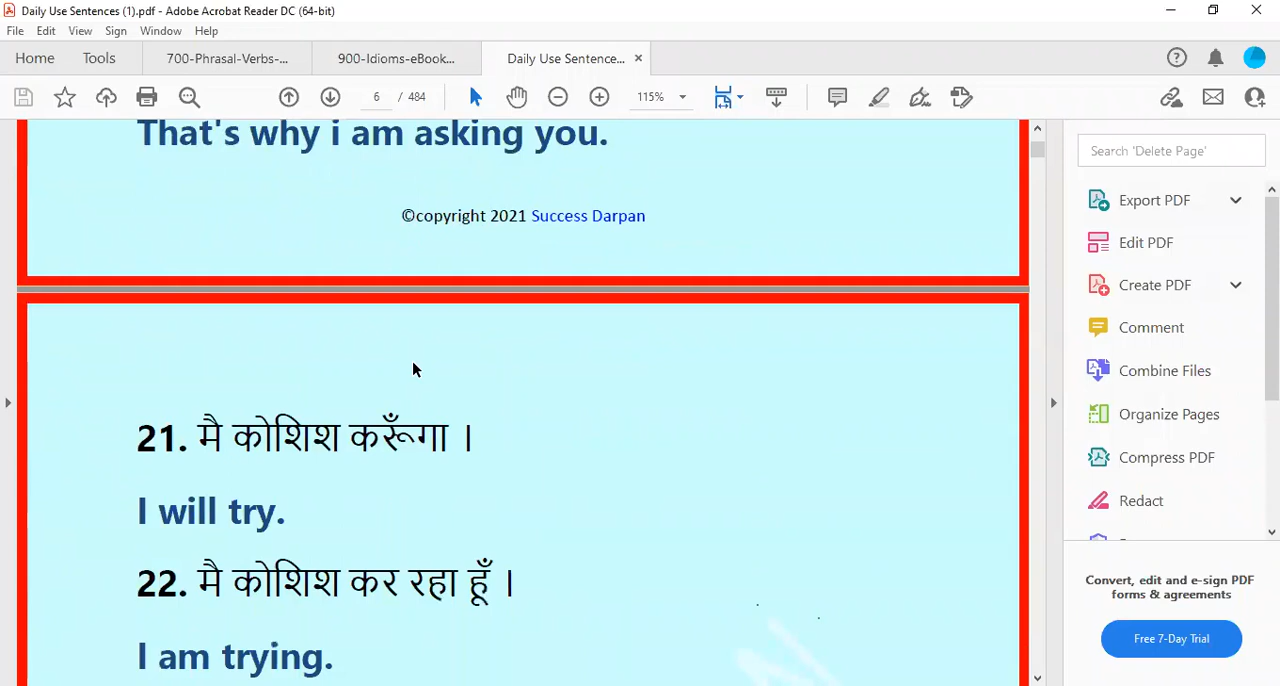 Daily Use Sentences (1).pdf - Adobe Acrobat Reader DC (64-bit)
File Edit View Sign Window Help
Home Tools 700-Phrasal-Verbs-... 900-Idioms-eBook... Daily Use Sentence...
6 / 484 115%
That's why i am asking you.
©copyright 2021 Success Darpan
21. मै कोशिश करूँगा ।
I will try.
22. मै कोशिश कर रहा हूँ ।
I am trying.
Search 'Delete Page'
Export PDF
Edit PDF
Create PDF
Comment
Combine Files
Organize Pages
Compress PDF
Redact
Convert, edit and e-sign PDF
forms & agreements
Free 7-Day Trial